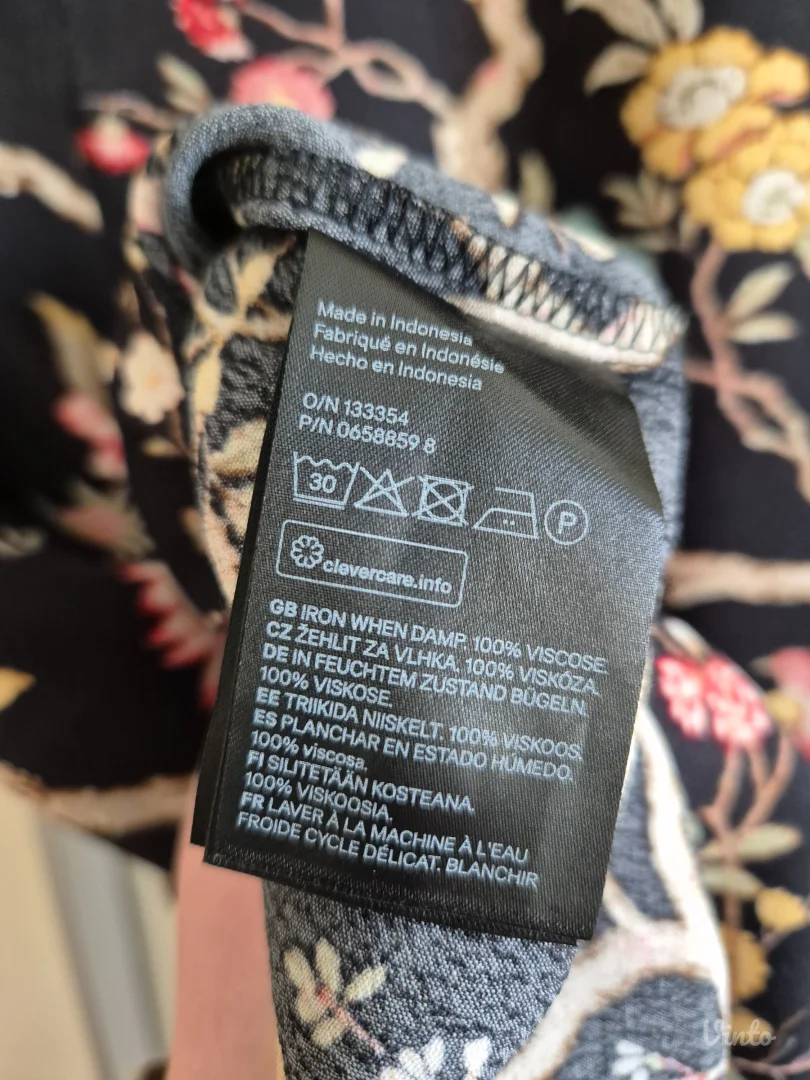 Made in Indonesia
Fabriqué en Indonésie
Hecho en Indonesia
O/N 133354
P/N 0658859 8
30
P
clevercare.info
GB IRON WHEN DAMP. 100% VISCOSE.
CZ ŽEHLIT ZA VLHKA. 100% VISKÓZA.
DE IN FEUCHTEM ZUSTAND BÜGELN.
100% VISKOSE.
EE TRIIKIDA NIISKELT. 100% VISKOOS.
ES PLANCHAR EN ESTADO HÚMEDO.
100% viscosa.
FI SILITETÄÄN KOSTEANA.
100% VISKOOSIA.
FR LAVER À LA MACHINE À L'EAU
FROIDE CYCLE DÉLICAT. BLANCHIR
Vinto